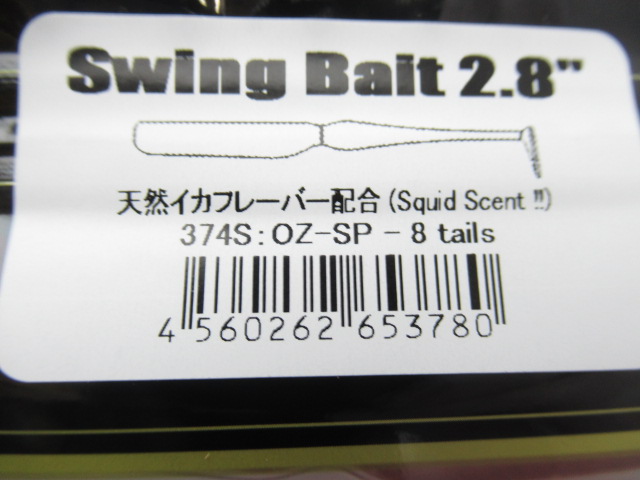 Swing Bait 2.8"
天然イカフレーバー配合(Squid Scent !!)
374S:OZ-SP - 8 tails
4 560262 653780